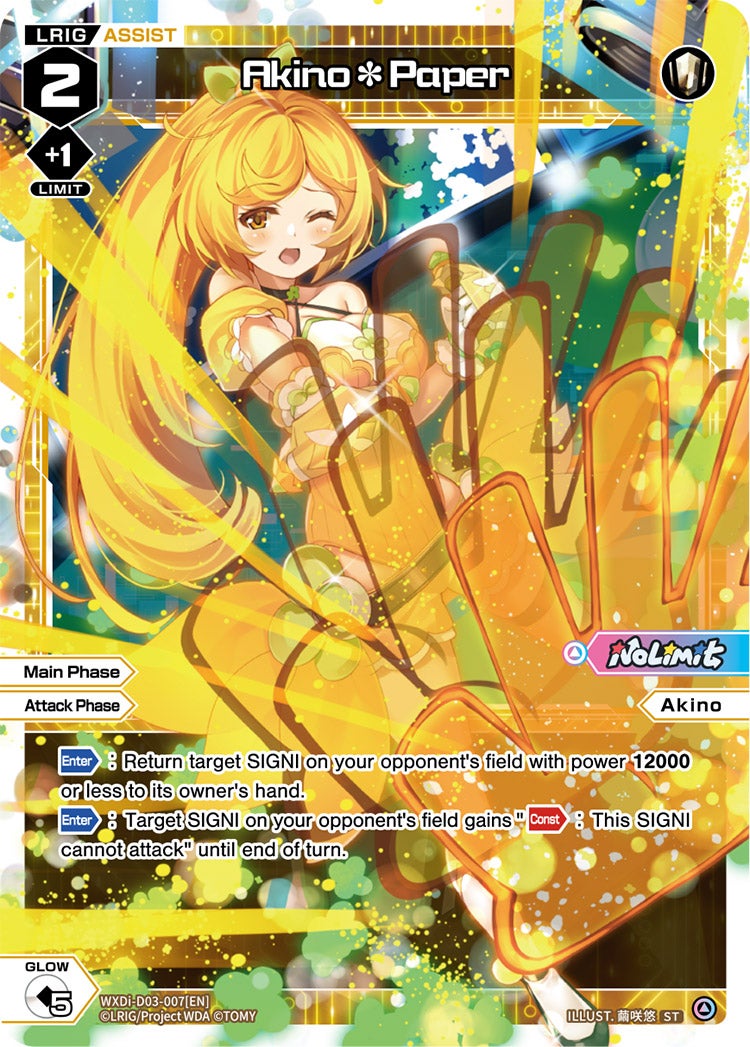 LRIG ASSIST
2
Akino*Paper
+1
LIMIT
NoLimit
Main Phase
Attack Phase
Akino
Enter : Return target SIGNI on your opponent's field with power 12000
or less to its owner's hand.
Enter : Target SIGNI on your opponent's field gains "Const : This SIGNI
cannot attack" until end of turn.
GLOW
5
WXDi-D03-007[EN]
©LRIG/Project WDA ©TOMY
ILLUST. 繭咲悠 ST